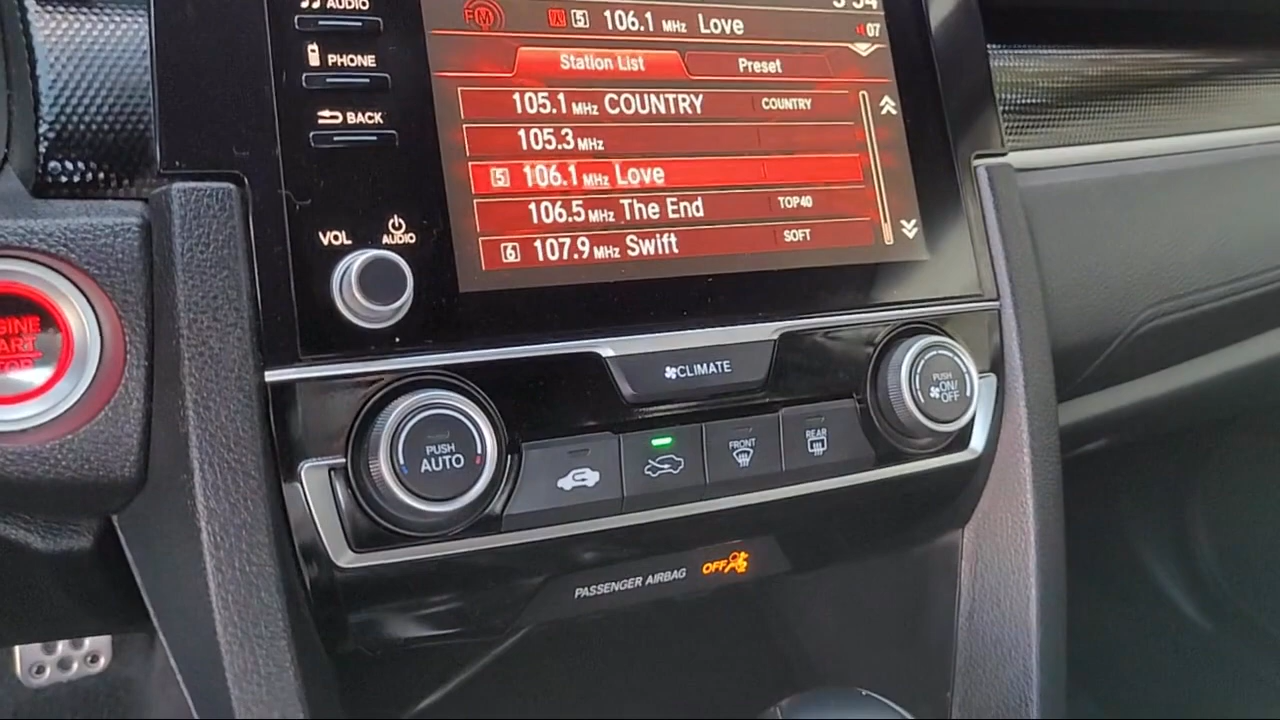 AUDIO
PHONE
BACK
VOL
AUDIO
FM
5 106.1 MHz Love
07
Station List
Preset
105.1 MHz COUNTRY COUNTRY
105.3 MHz
5 106.1 MHz Love
106.5 MHz The End TOP40
6 107.9 MHz Swift SOFT
CLIMATE
PUSH
AUTO
FRONT
REAR
PUSH
ON/
OFF
PASSENGER AIRBAG OFF